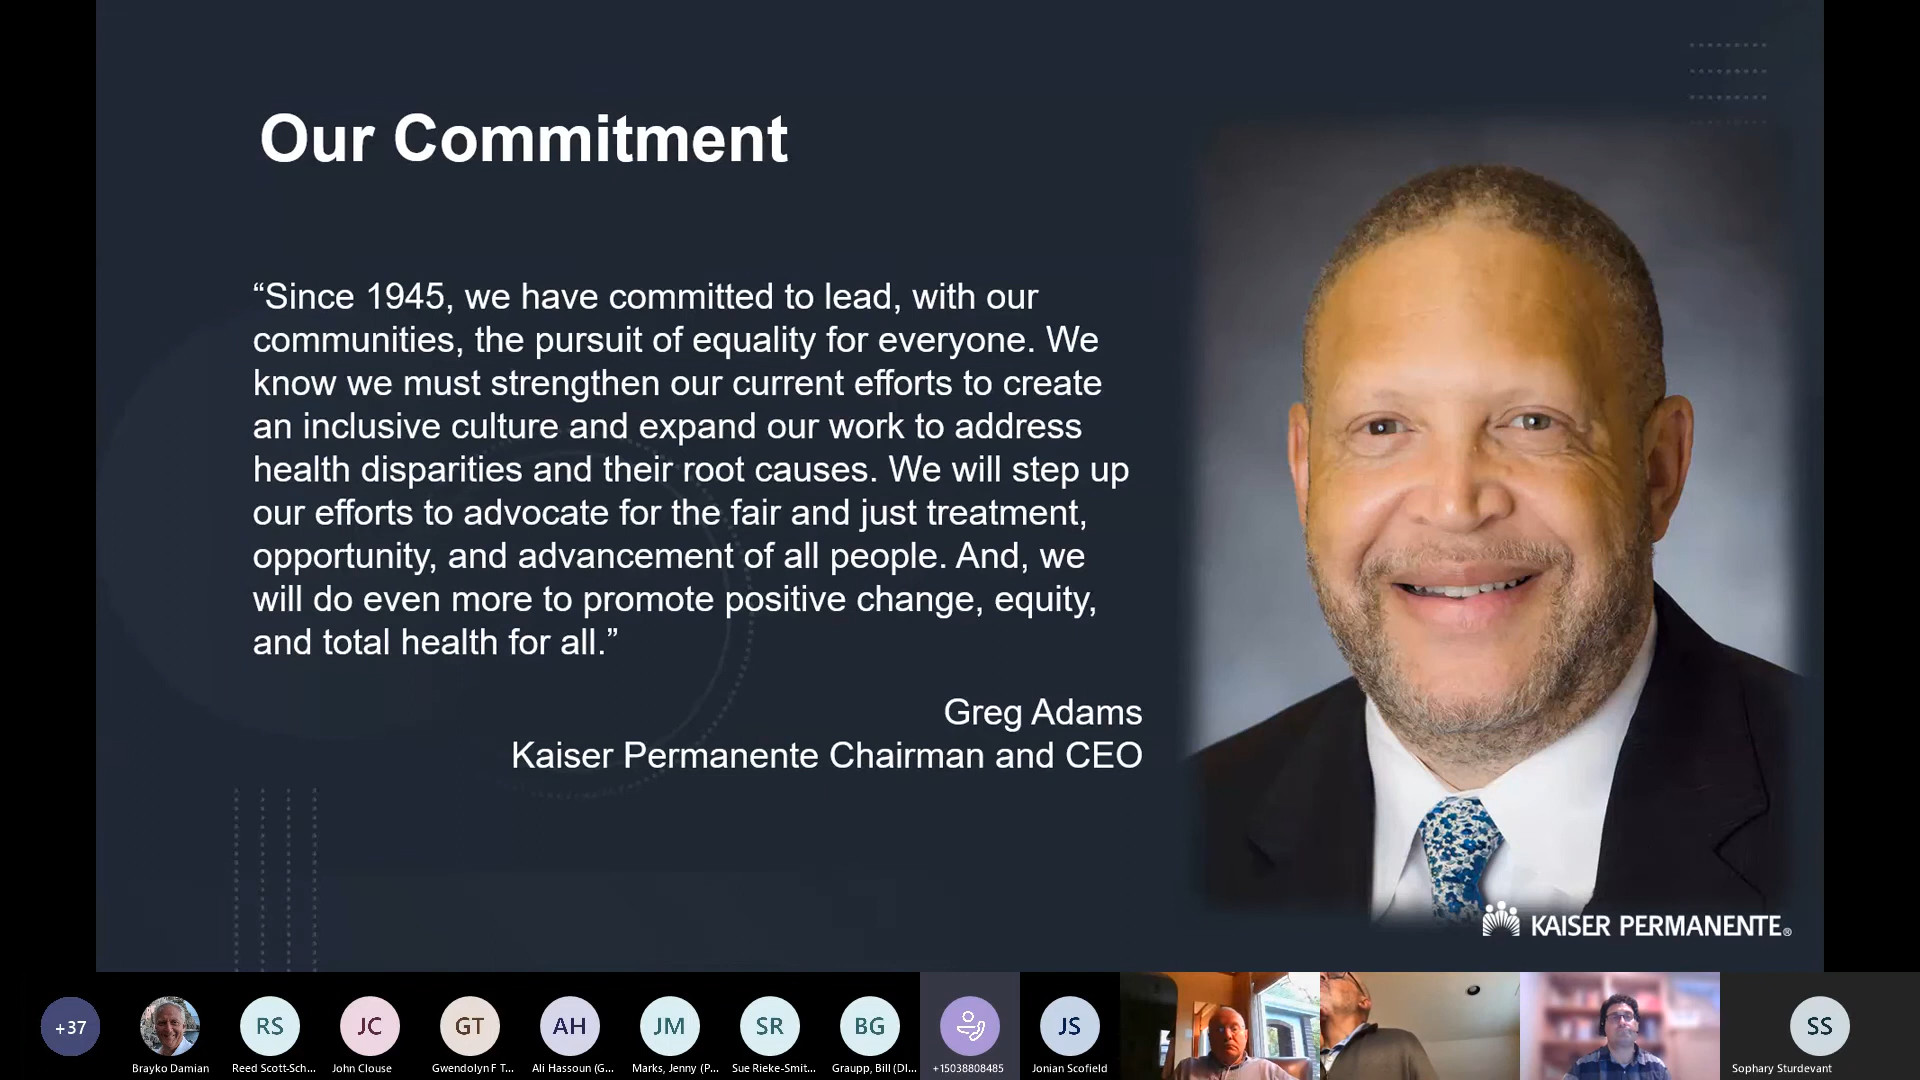 Our Commitment
“Since 1945, we have committed to lead, with our
communities, the pursuit of equality for everyone. We
know we must strengthen our current efforts to create
an inclusive culture and expand our work to address
health disparities and their root causes. We will step up
our efforts to advocate for the fair and just treatment,
opportunity, and advancement of all people. And, we
will do even more to promote positive change, equity,
and total health for all.”
Greg Adams
Kaiser Permanente Chairman and CEO
KAISER PERMANENTE®
+37
RS
JC
GT
AH
JM
SR
BG
JS
SS
Brayko Damian
Reed Scott-Sch...
John Clouse
Gwendolyn F T...
Ali Hassoun (G...
Marks, Jenny (P...
Sue Rieke-Smit...
Graupp, Bill (DI...
+15038808485
Jonian Scofield
Sophary Sturdevant